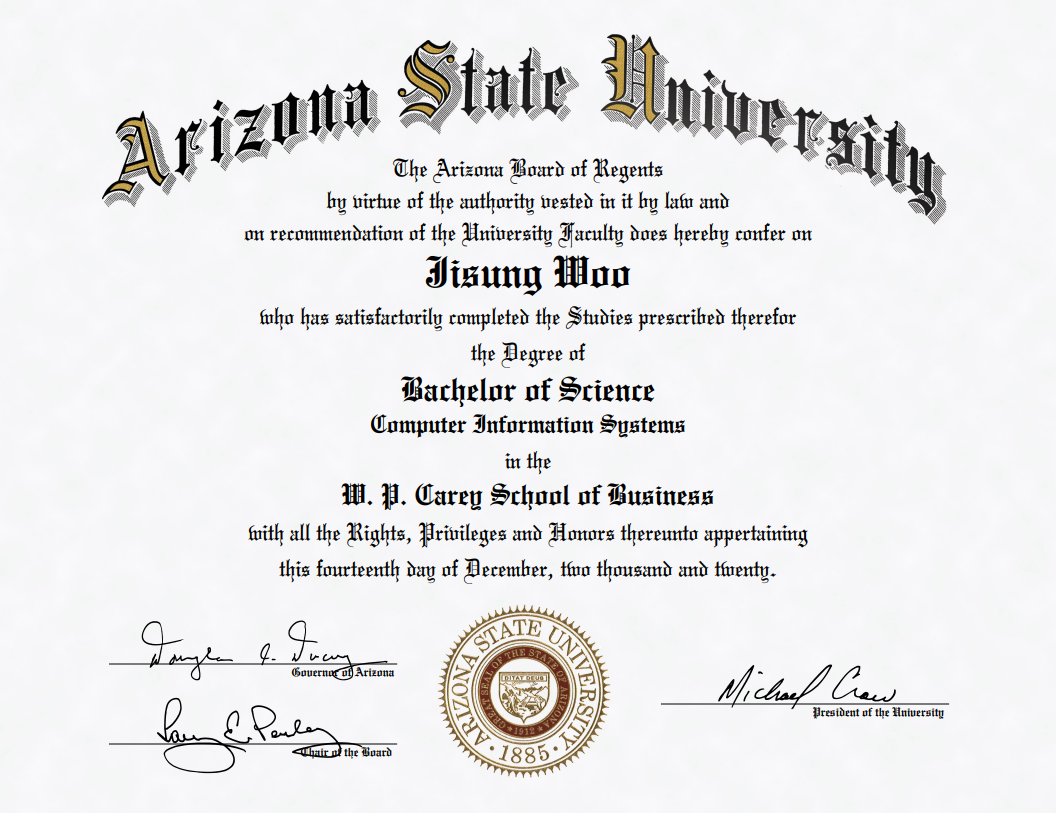 Arizona State University
The Arizona Board of Regents
by virtue of the authority vested in it by law and
on recommendation of the University Faculty does hereby confer on
Jisung Woo
who has satisfactorily completed the Studies prescribed therefor
the Degree of
Bachelor of Science
Computer Information Systems
in the
W. P. Carey School of Business
with all the Rights, Privileges and Honors thereunto appertaining
this fourteenth day of December, two thousand and twenty.
Douglas A. Ducey
Governor of Arizona
Larry E. Penley
Chair of the Board
ARIZONA STATE UNIVERSITY
GREAT SEAL OF THE STATE OF ARIZONA
DITAT DEUS
1912
1885
Michael Crow
President of the University